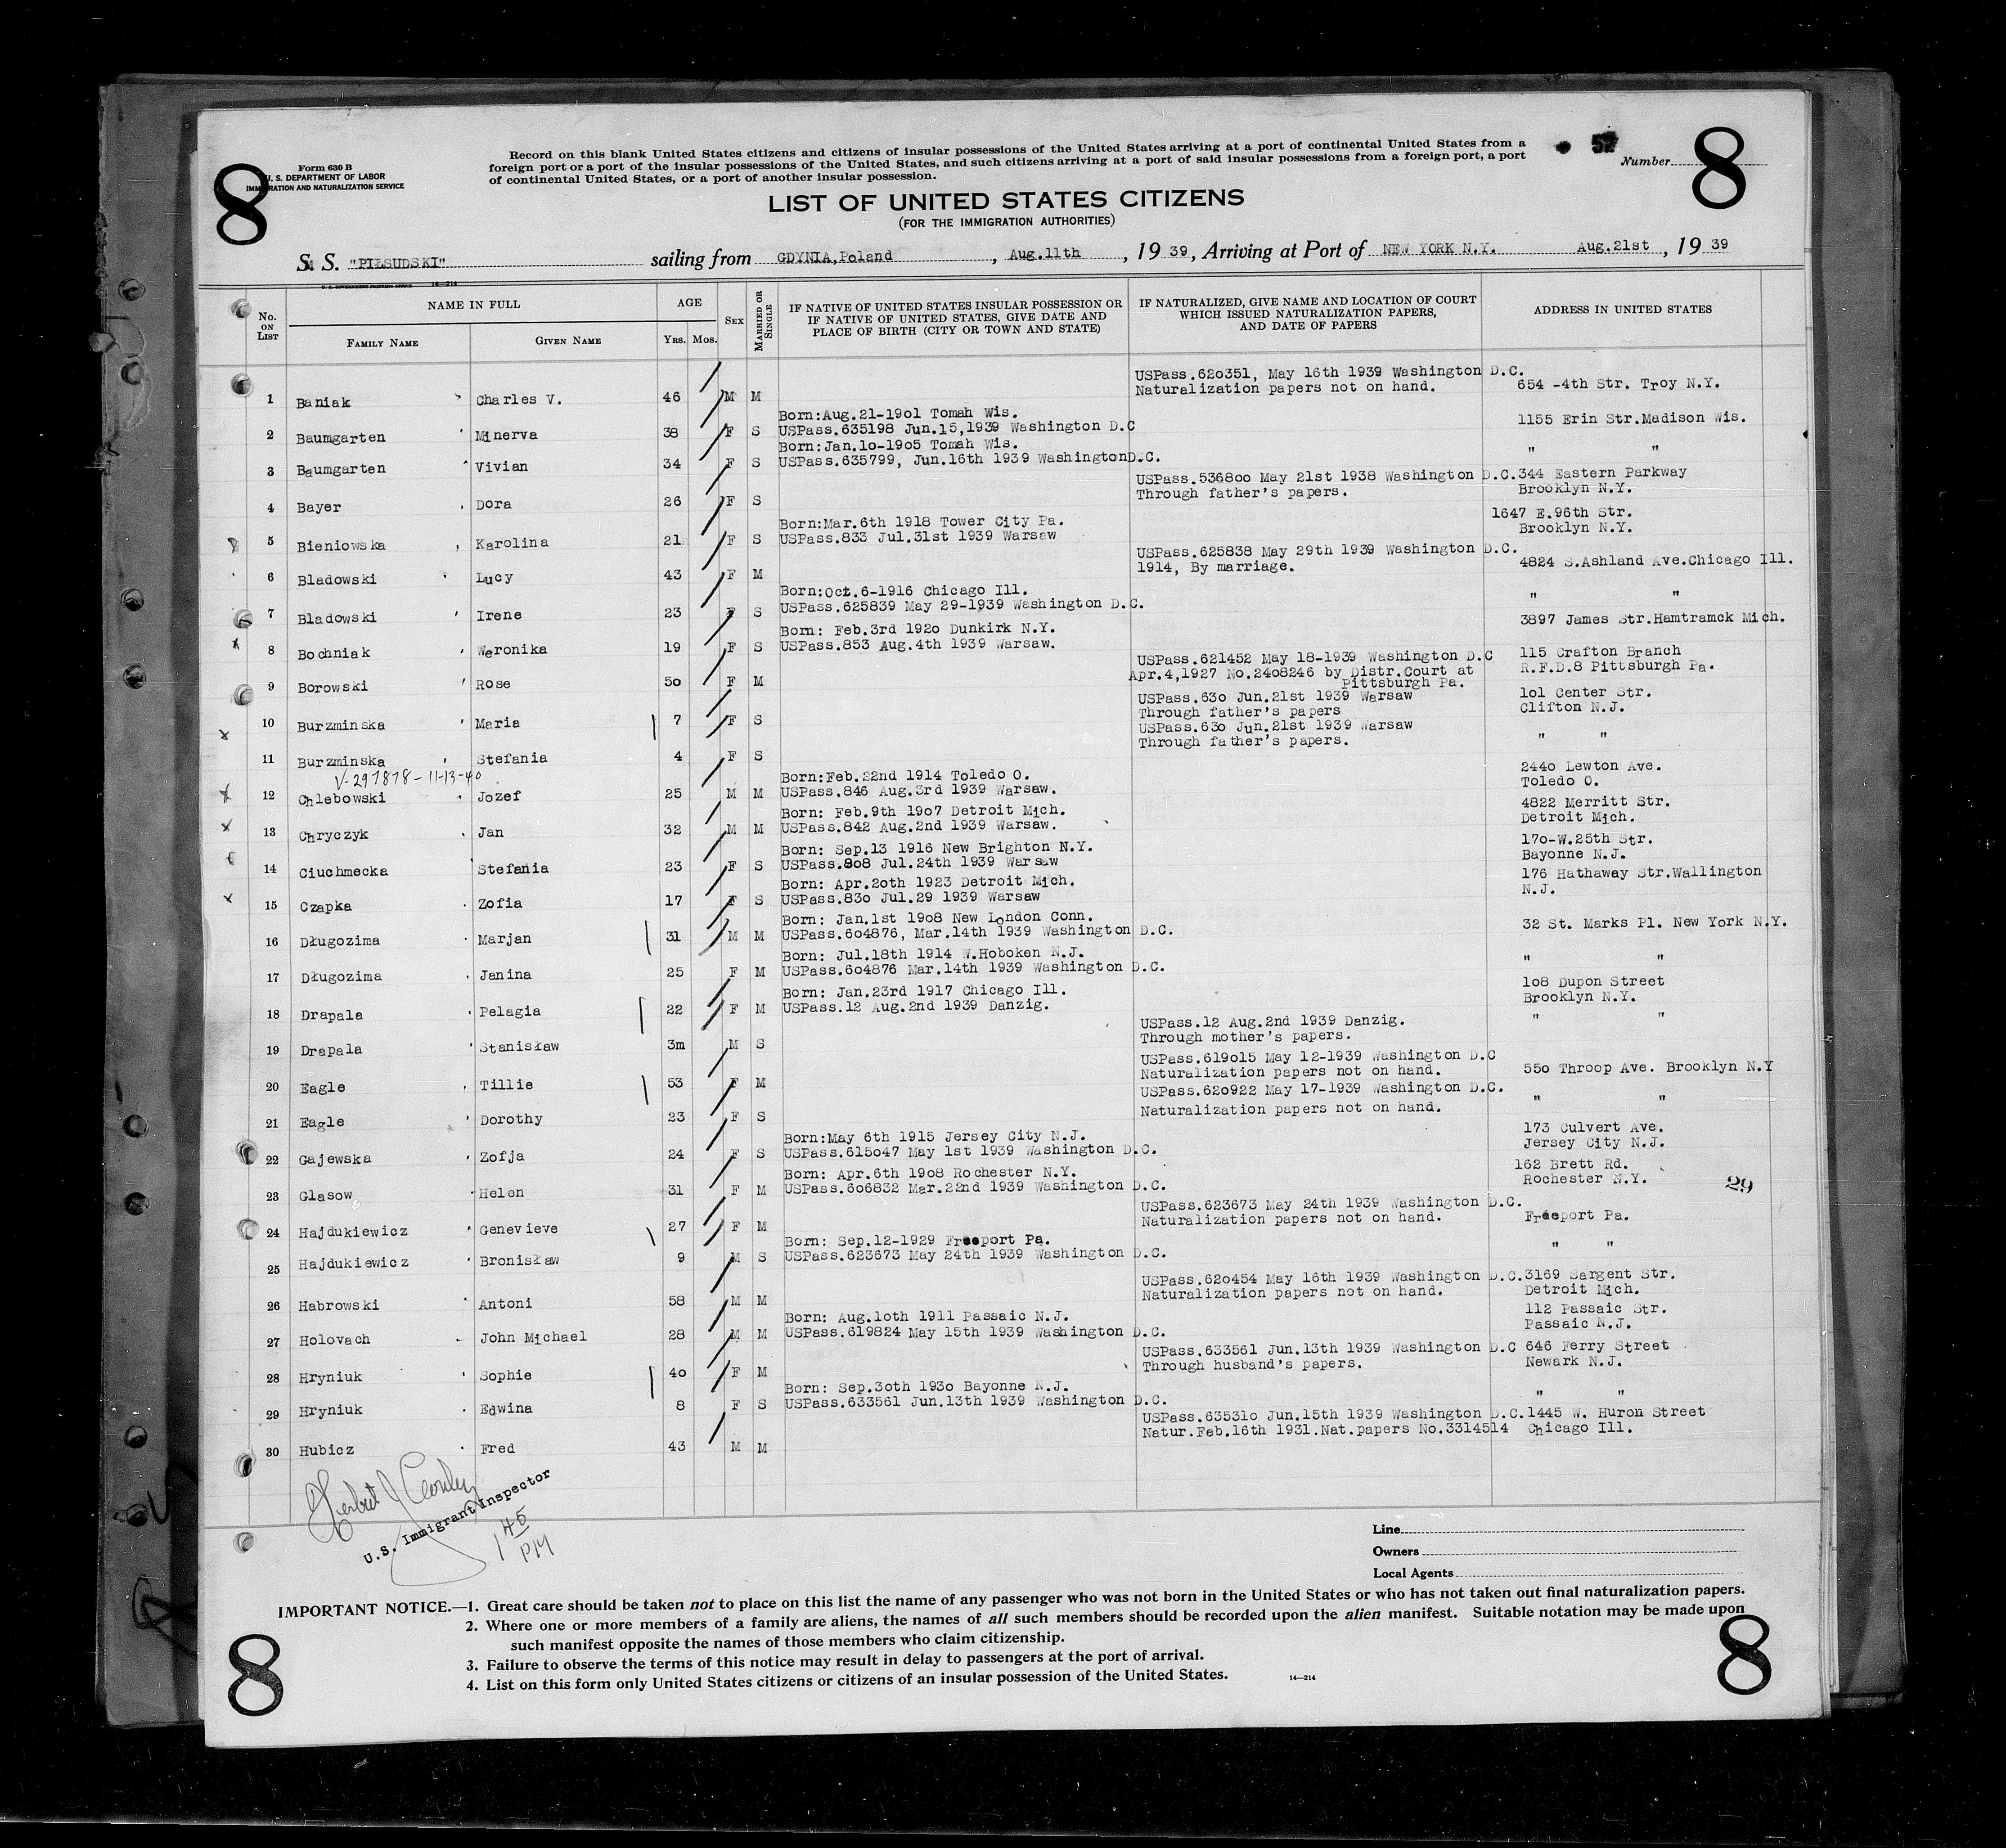 8
Form 630 B
U. S. DEPARTMENT OF LABOR
IMMIGRATION AND NATURALIZATION SERVICE
Record on this blank United States citizens and citizens of insular possessions of the United States arriving at a port of continental United States from a
foreign port or a port of the insular possessions of the United States, and such citizens arriving at a port of said insular possessions from a foreign port, a port
of continental United States, or a port of another insular possession.
Number
8
LIST OF UNITED STATES CITIZENS
(FOR THE IMMIGRATION AUTHORITIES)
S. S. "PIŁSUDSKI" sailing from GDYNIA,Poland, Aug.11th, 19 39, Arriving at Port of NEW YORK N.Y. Aug.21st, 19 39
U. S. GOVERNMENT PRINTING OFFICE 14—214
No. ON LIST
NAME IN FULL
FAMILY NAME
GIVEN NAME
AGE
YRS. MOS.
SEX
MARRIED OR SINGLE
IF NATIVE OF UNITED STATES INSULAR POSSESSION OR
IF NATIVE OF UNITED STATES, GIVE DATE AND
PLACE OF BIRTH (CITY OR TOWN AND STATE)
IF NATURALIZED, GIVE NAME AND LOCATION OF COURT
WHICH ISSUED NATURALIZATION PAPERS,
AND DATE OF PAPERS
ADDRESS IN UNITED STATES
USPass.620351, May 16th 1939 Washington D.C.
Naturalization papers not on hand. 654 -4th Str. Troy N.Y.
1 Baniak Charles V. 46 M M
Born:Aug.21-1901 Tomah Wis. 1155 Erin Str.Madison Wis.
2 Baumgarten Minerva 38 F S USPass.635198 Jun.15,1939 Washington D.C
Born:Jan.10-1905 Tomah Wis. " "
3 Baumgarten Vivian 34 F S USPass.635799, Jun.16th 1939 WashingtonD.C.
USPass.536800 May 21st 1938 Washington D.C. 344 Eastern Parkway
Through father's papers. Brooklyn N.Y.
4 Bayer Dora 26 F S
1647 E.96th Str.
Born:Mar.6th 1918 Tower City Pa. Brooklyn N.Y.
5 Bieniowska Karolina 21 F S USPass.833 Jul.31st 1939 Warsaw
USPass.625838 May 29th 1939 Washington D.C.
1914, By marriage. 4824 S.Ashland Ave.Chicago Ill.
6 Bladowski Lucy 43 F M
Born:Oct.6-1916 Chicago Ill. " "
7 Bladowski Irene 23 F S USPass.625839 May 29-1939 Washington D.C.
3897 James Str.Hamtramck Mich.
Born: Feb.3rd 1920 Dunkirk N.Y.
8 Bochniak Weronika 19 F S USPass.853 Aug.4th 1939 Warsaw.
USPass.621452 May 18-1939 Washington D.C 115 Crafton Branch
Apr.4,1927 No.2408246 by Distr.Court at R.F.D.8 Pittsburgh Pa.
Pittsburgh Pa.
9 Borowski Rose 50 F M
USPass.630 Jun.21st 1939 Warsaw 101 Center Str.
Through father's papers Clifton N.J.
10 Burzminska Maria 7 F S
USPass.630 Jun.21st 1939 Warsaw
Through father's papers. " "
11 Burzminska Stefania 4 F S
V-297878-11-13-40
Born:Feb.22nd 1914 Toledo O. 2440 Lewton Ave.
Toledo O.
12 Chlebowski Jozef 25 M M USPass.846 Aug.3rd 1939 Warsaw.
Born: Feb.9th 1907 Detroit Mich. 4822 Merritt Str.
Detroit Mich.
13 Chryczyk Jan 32 M M USPass.842 Aug.2nd 1939 Warsaw.
Born: Sep.13 1916 New Brighton N.Y. 170-W.25th Str.
Bayonne N.J.
14 Ciuchmecka Stefania 23 F S USPass.808 Jul.24th 1939 Warsaw
Born: Apr.20th 1923 Detroit Mich. 176 Hathaway Str.Wallington
N.J.
15 Czapka Zofia 17 F S USPass.830 Jul.29 1939 Warsaw
Born: Jan.1st 1908 New London Conn. 32 St. Marks Pl. New York N.Y.
16 Długozima Marjan 31 M M USPass.604876, Mar.14th 1939 Washington D.C.
Born: Jul.18th 1914 W.Hoboken N.J. " "
17 Długozima Janina 25 F M USPass.604876 Mar.14th 1939 Washington D.C.
Born: Jan.23rd 1917 Chicago Ill. 108 Dupon Street
Brooklyn N.Y.
18 Drapala Pelagia 22 F M USPass.12 Aug.2nd 1939 Danzig.
USPass.12 Aug.2nd 1939 Danzig. " "
Through mother's papers.
19 Drapala Stanisław 3m M S
USPass.619015 May 12-1939 Washington D.C
Naturalization papers not on hand. 550 Throop Ave. Brooklyn N.Y
20 Eagle Tillie 53 F M
USPass.620922 May 17-1939 Washington D.C.
Naturalization papers not on hand. " "
21 Eagle Dorothy 23 F S
Born:May 6th 1915 Jersey City N.J. 173 Culvert Ave.
Jersey City N.J.
22 Gajewska Zofja 24 F S USPass.615047 May 1st 1939 Washington D.C.
Born: Apr.6th 1908 Rochester N.Y. 162 Brett Rd.
Rochester N.Y. 29
23 Glasow Helen 31 F M USPass.606832 Mar.22nd 1939 Washington D.C.
USPass.623673 May 24th 1939 Washington D.C.
Naturalization papers not on hand. Freeport Pa.
24 Hajdukiewicz Genevieve 27 F M
Born: Sep.12-1929 Freeport Pa. " "
25 Hajdukiewicz Bronisław 9 M S USPass.623673 May 24th 1939 Washington D.C.
USPass.620454 May 16th 1939 Washington D.C. 3169 Sargent Str.
Naturalization papers not on hand. Detroit Mich.
26 Habrowski Antoni 58 M M
Born: Aug.10th 1911 Passaic N.J. 112 Passaic Str.
Passaic N.J.
27 Holovach John Michael 28 M M USPass.619824 May 15th 1939 Washington D.C.
USPass.633561 Jun.13th 1939 Washington D.C 646 Ferry Street
Through husband's papers. Newark N.J.
28 Hryniuk Sophie 40 F M
Born: Sep.30th 1930 Bayonne N.J. " "
29 Hryniuk Edwina 8 F S USPass.633561 Jun.13th 1939 Washington D.C.
USPass.635310 Jun.15th 1939 Washington D.C. 1445 W. Huron Street
Natur.Feb.16th 1931.Nat.papers No.3314514 Chicago Ill.
30 Hubicz Fred 43 M M
U.S. Immigrant Inspector
1 45
PM
Line
Owners
Local Agents
IMPORTANT NOTICE.—1. Great care should be taken not to place on this list the name of any passenger who was not born in the United States or who has not taken out final naturalization papers.
2. Where one or more members of a family are aliens, the names of all such members should be recorded upon the alien manifest. Suitable notation may be made upon
such manifest opposite the names of those members who claim citizenship.
3. Failure to observe the terms of this notice may result in delay to passengers at the port of arrival.
4. List on this form only United States citizens or citizens of an insular possession of the United States. 14—214
8
8